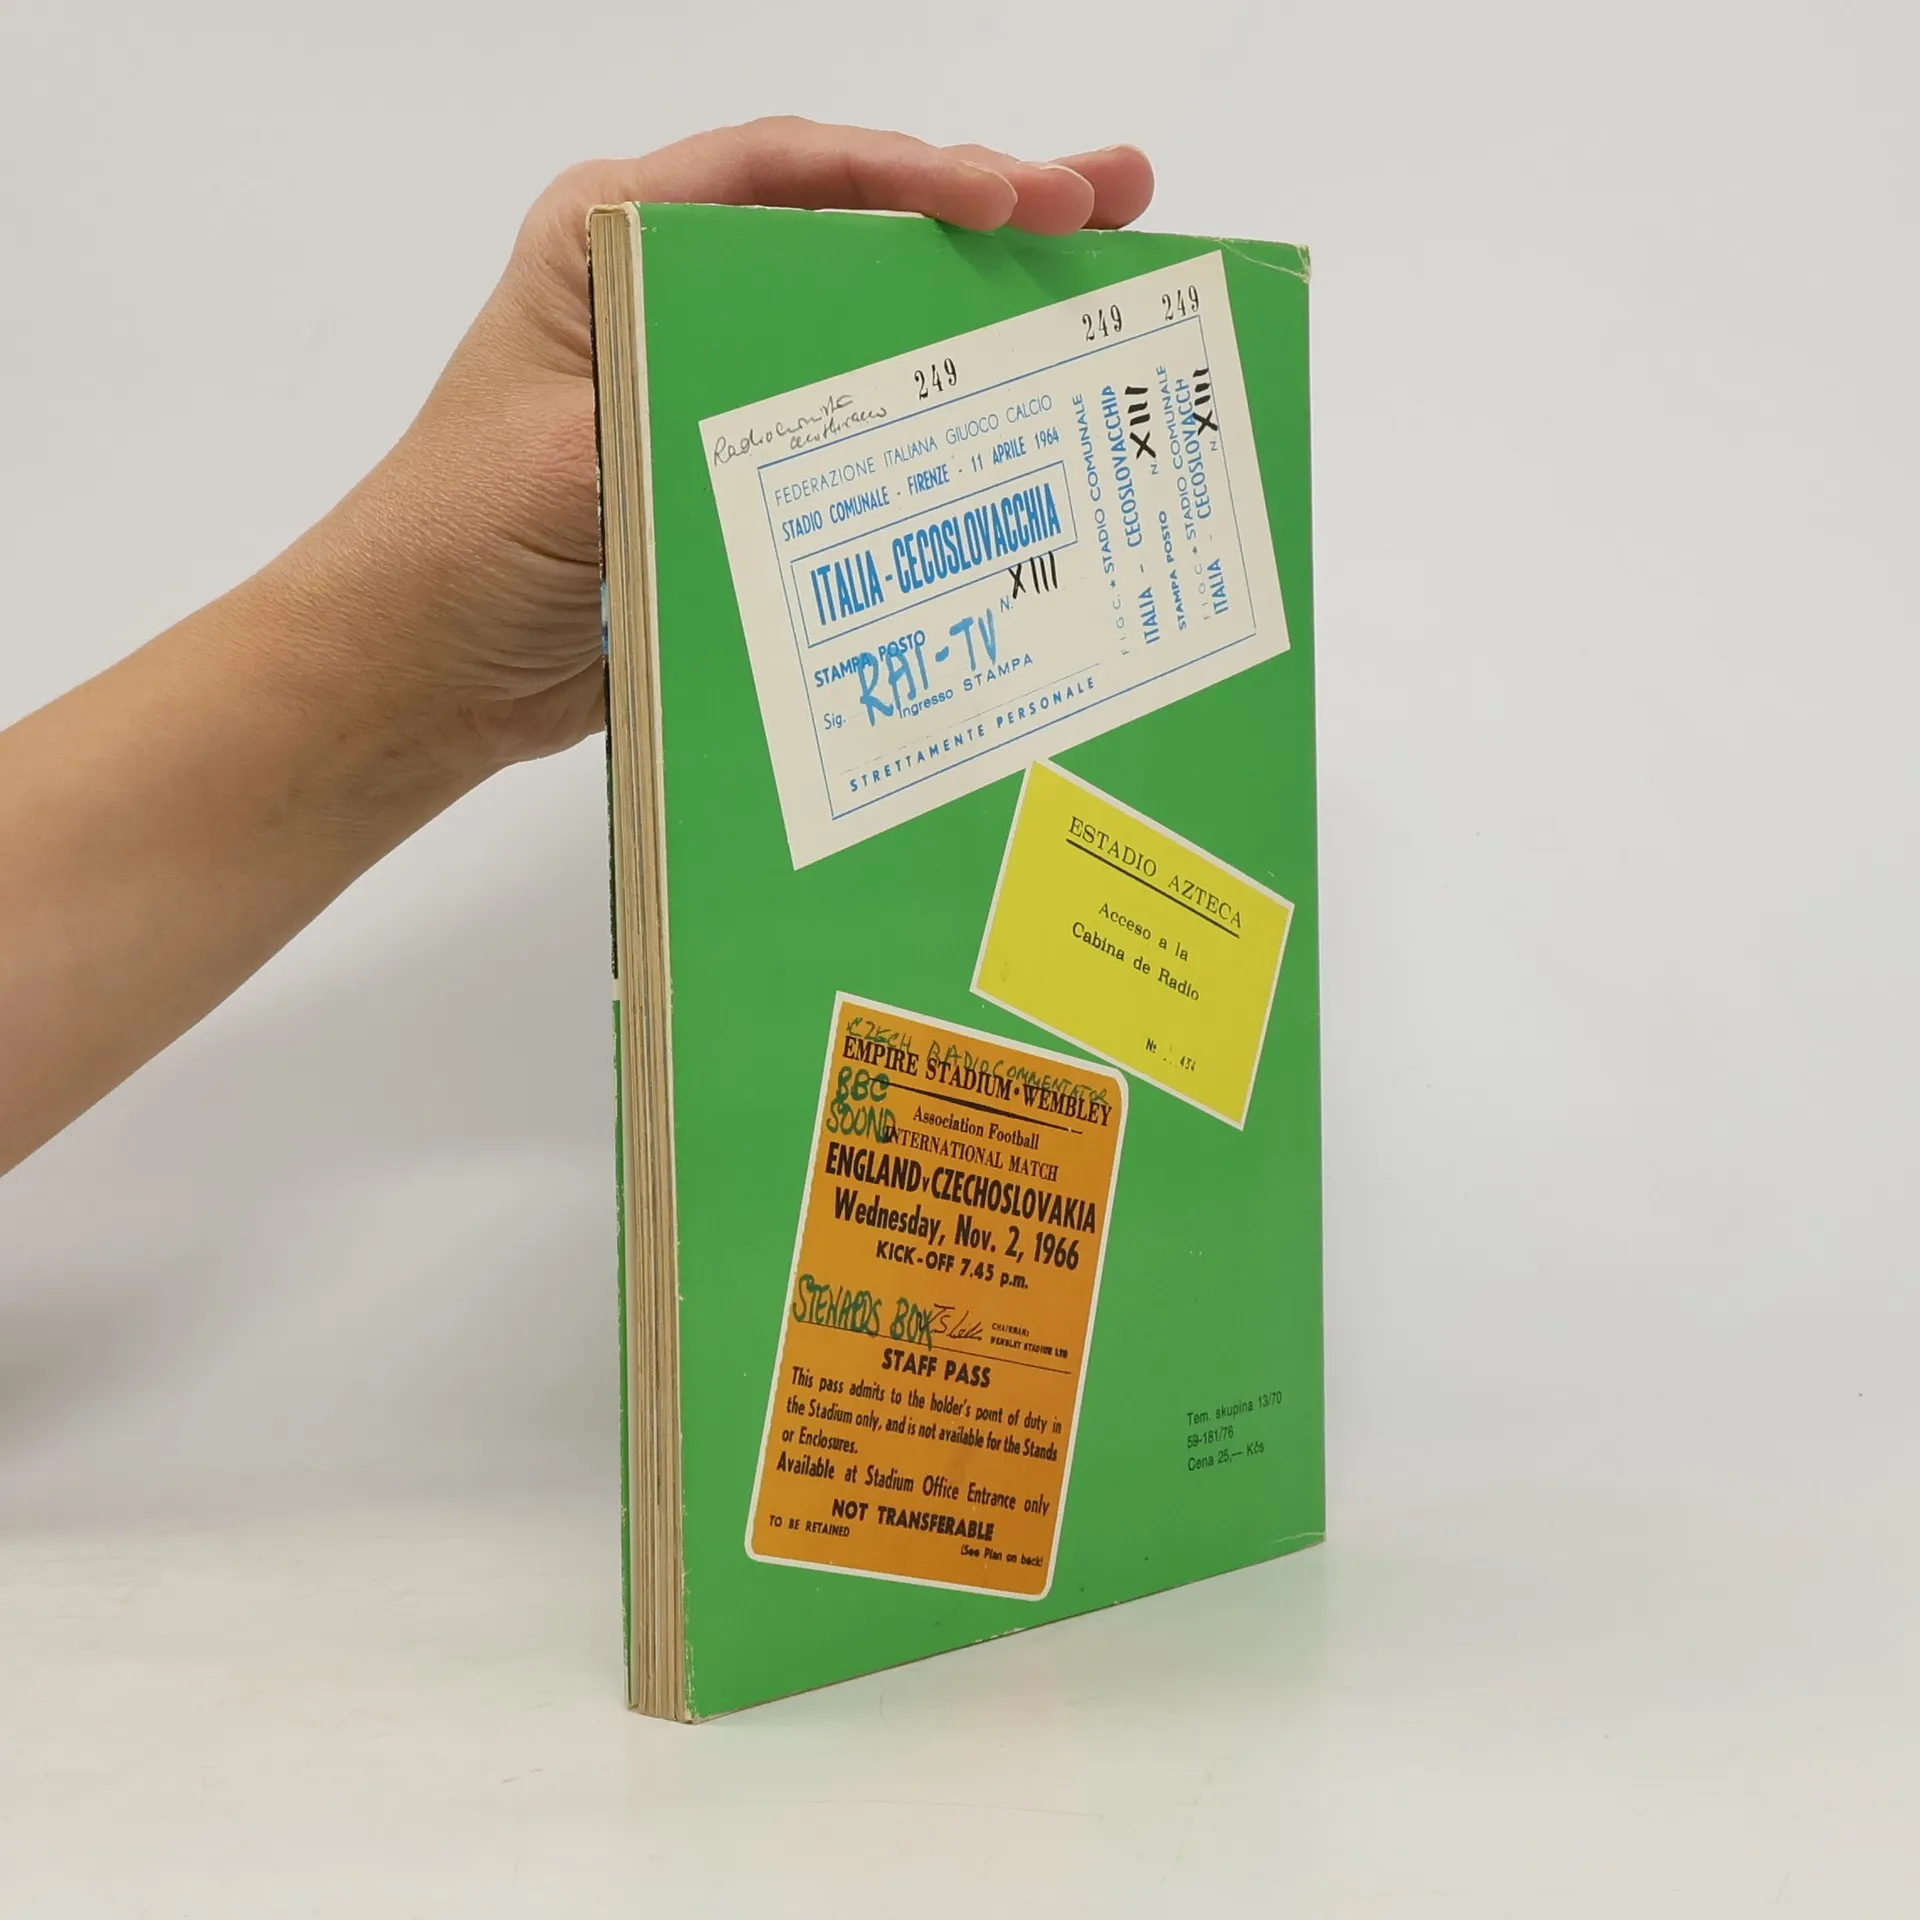 249 249 249
FEDERAZIONE ITALIANA GIUOCO CALCIO
STADIO COMUNALE - FIRENZE - 11 APRILE 1964
ITALIA - CECOSLOVACCHIA
N. XIII
STAMPA POSTO
RAI-TV
Sig.
Ingresso STAMPA
STRETTAMENTE PERSONALE
F I G C. * STADIO COMUNALE
ITALIA - CECOSLOVACCHIA
STAMPA POSTO N. XIII
F I G C * STADIO COMUNALE
ITALIA - CECOSLOVACCH
N. XIII
ESTADIO AZTECA
Acceso a la
Cabina de Radio
Nº 434
CZECH RADIO COMMENTATOR
EMPIRE STADIUM · WEMBLEY
BBC
SOUND
Association Football
INTERNATIONAL MATCH
ENGLAND v CZECHOSLOVAKIA
Wednesday, Nov. 2, 1966
KICK-OFF 7.45 p.m.
STEWARDS BOX
CHAIRMAN:
WEMBLEY STADIUM LTD
STAFF PASS
This pass admits to the holder's point of duty in
the Stadium only, and is not available for the Stands
or Enclosures.
Available at Stadium Office Entrance only
NOT TRANSFERABLE
TO BE RETAINED
(See Plan on back)
Tem. skupina 13/70
59-181/76
Cena 25,— Kčs